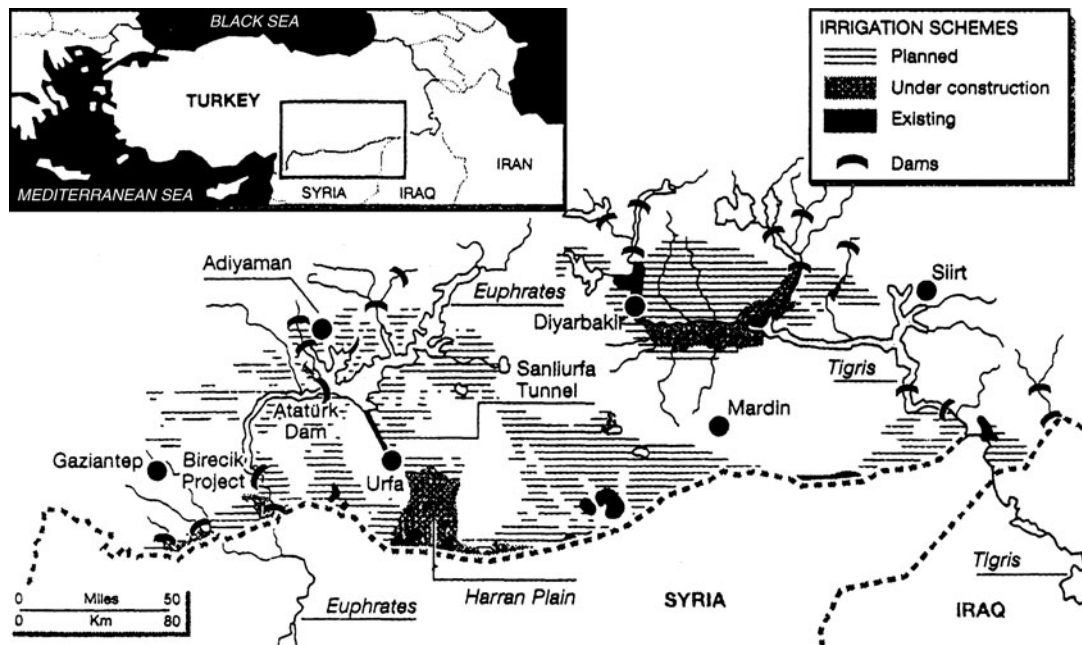 BLACK SEA
TURKEY
MEDITERRANEAN SEA
SYRIA
IRAQ
IRAN
IRRIGATION SCHEMES
Planned
Under construction
Existing
Dams
Adiyaman
Euphrates
Diyarbakir
Siirt
Sanliurfa
Tunnel
Tigris
Atatürk
Dam
Mardin
Gaziantep
Birecik
Project
Urfa
Harran Plain
Euphrates
SYRIA
Tigris
IRAQ
0 Miles 50
0 Km 80